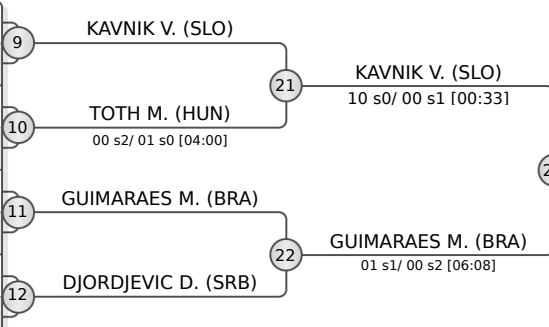 9
KAVNIK V. (SLO)
21
KAVNIK V. (SLO)
10 s0/ 00 s1 [00:33]
10
TOTH M. (HUN)
00 s2/ 01 s0 [04:00]
11
GUIMARAES M. (BRA)
22
GUIMARAES M. (BRA)
01 s1/ 00 s2 [06:08]
12
DJORDJEVIC D. (SRB)